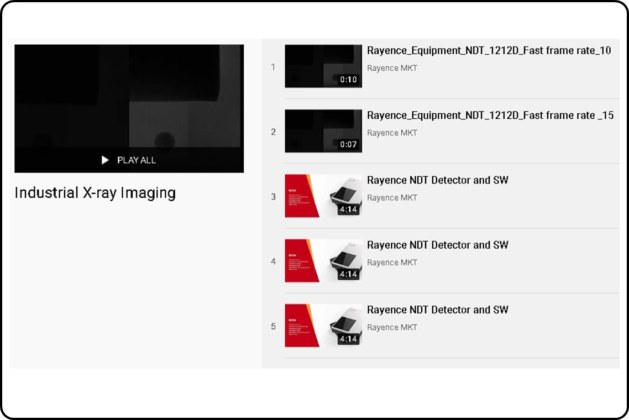 PLAY ALL
Industrial X-ray Imaging
1
0:10
Rayence_Equipment_NDT_1212D_Fast frame rate_10
Rayence MKT
2
0:07
Rayence_Equipment_NDT_1212D_Fast frame rate _15
Rayence MKT
3
4:14
Rayence NDT Detector and SW
Rayence MKT
4
4:14
Rayence NDT Detector and SW
Rayence MKT
5
4:14
Rayence NDT Detector and SW
Rayence MKT